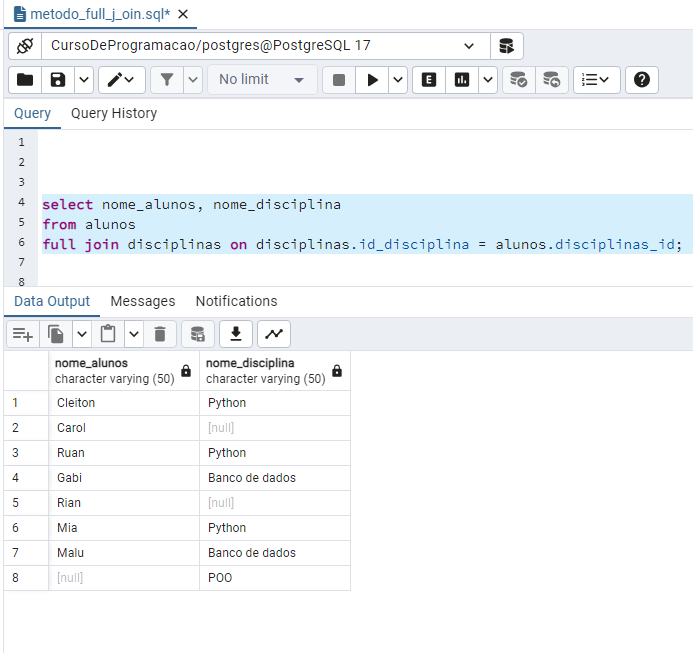 metodo_full_j_oin.sql*
CursoDeProgramacao/postgres@PostgreSQL 17
No limit
E
Query Query History
1
2
3
4 select nome_alunos, nome_disciplina
5 from alunos
6 full join disciplinas on disciplinas.id_disciplina = alunos.disciplinas_id;
7
8
Data Output Messages Notifications
nome_alunos nome_disciplina
character varying (50) character varying (50)
1 Cleiton Python
2 Carol [null]
3 Ruan Python
4 Gabi Banco de dados
5 Rian [null]
6 Mia Python
7 Malu Banco de dados
8 [null] POO